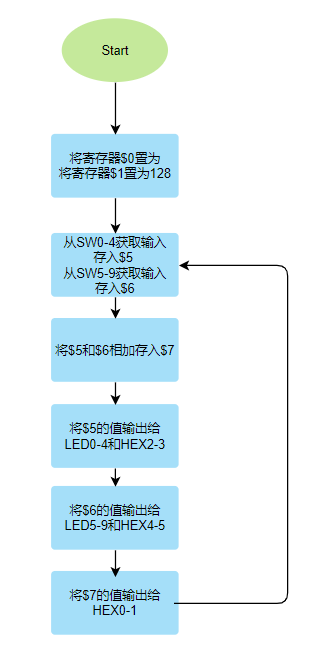 Start
将寄存器$0置为
将寄存器$1置为128
从SW0-4获取输入
存入$5
从SW5-9获取输入
存入$6
将$5和$6相加存入$7
将$5的值输出给
LED0-4和HEX2-3
将$6的值输出给
LED5-9和HEX4-5
将$7的值输出给
HEX0-1